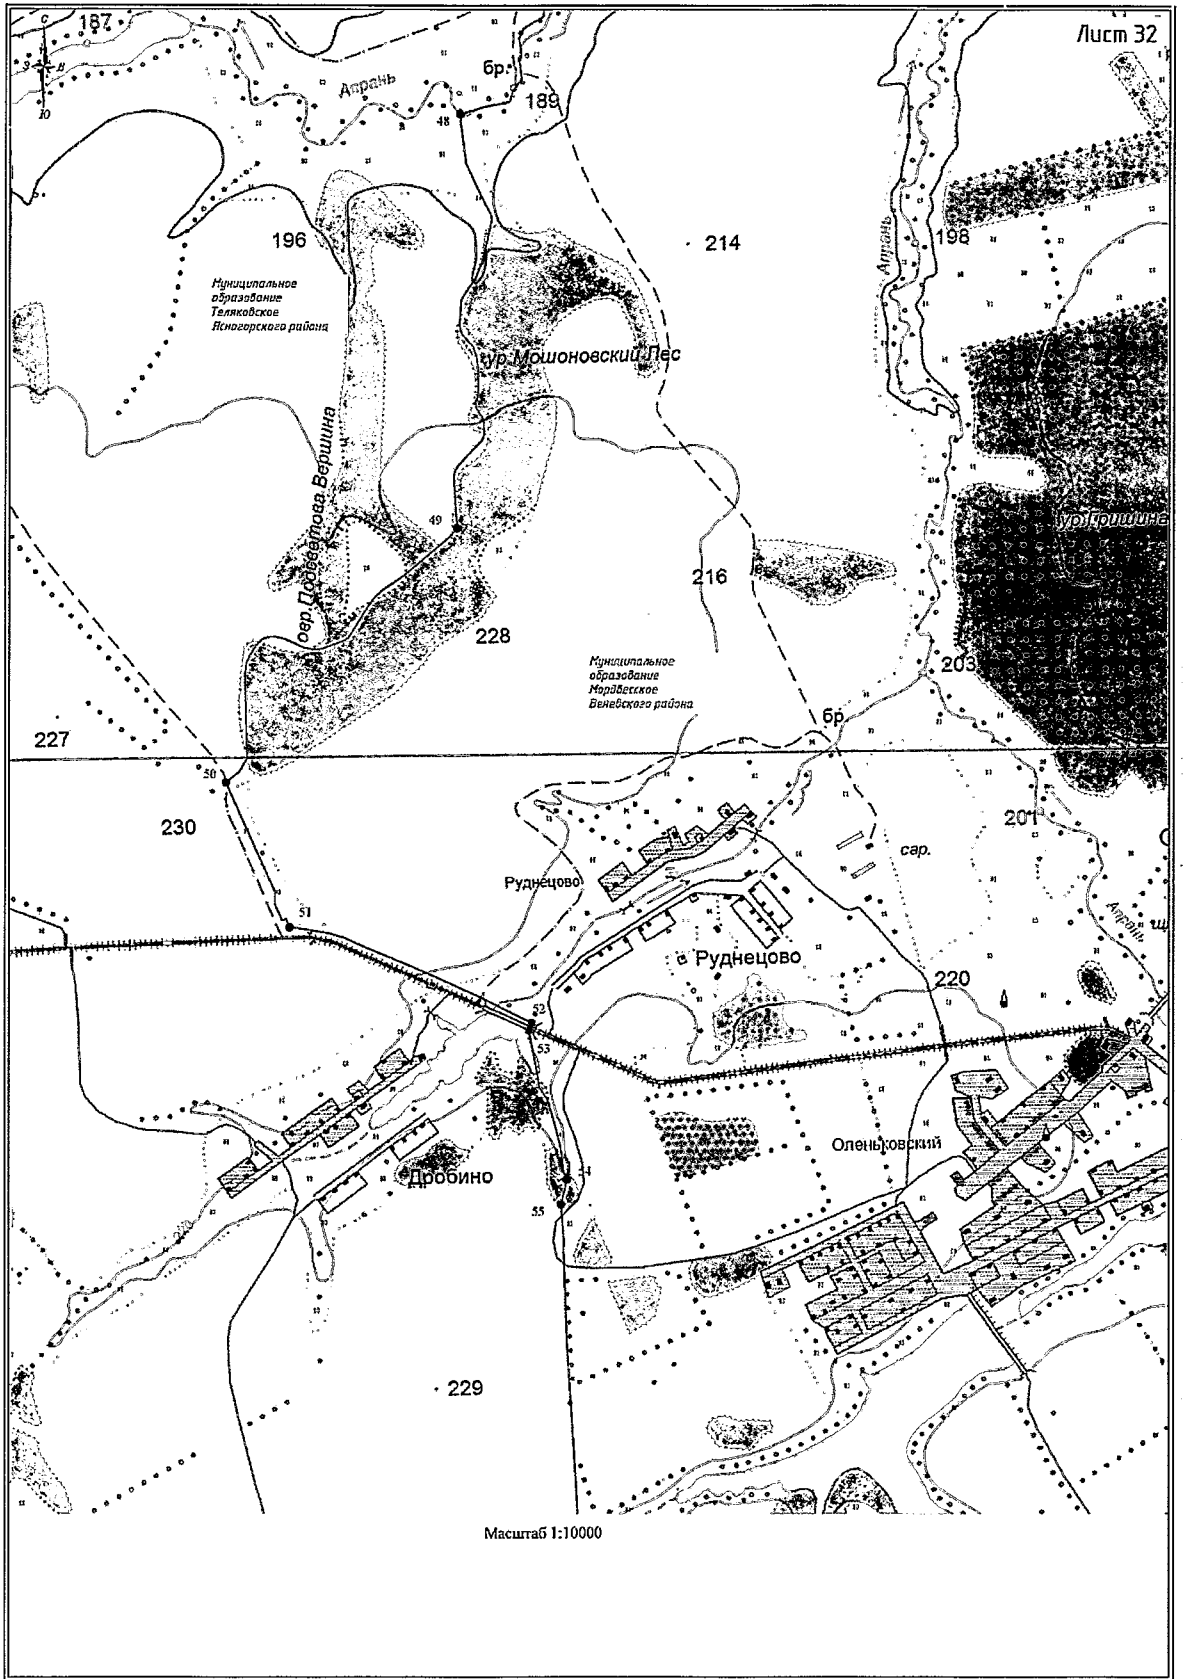 Лист 32
187
С
З
В
Ю
Апрань
бр.
189
48
196
214
198
Апрань
Муниципальное
образование
Теляковское
Ясногорского района
ур.Мошоновский Лес
49
ур.Гришина
216
228
203
Муниципальное
образование
Мордвесское
Веневского района
бр.
227
50
230
201
сар.
Руднецово
Апрань
51
Руднецово
220
52
53
Оленьковский
Дробино
55
229
Масштаб 1:10000